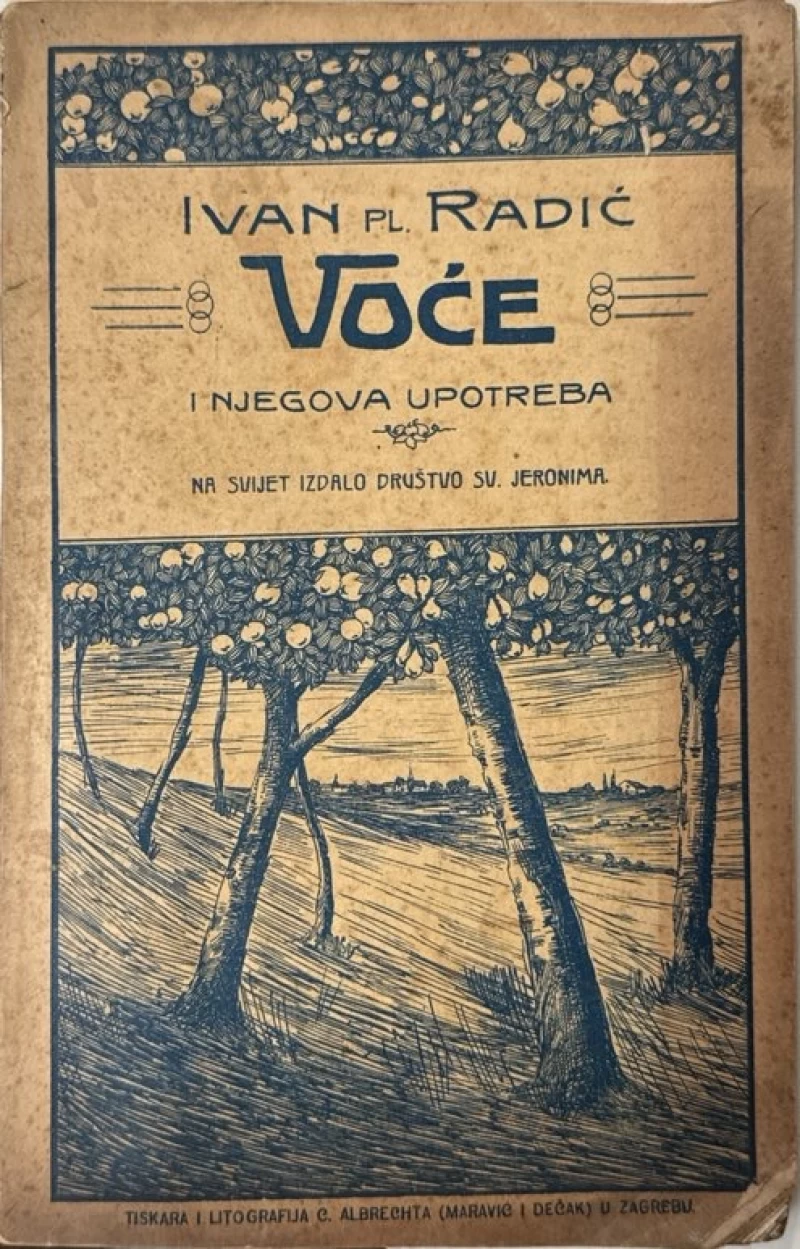 IVAN PL. RADIĆ
VOĆE
I NJEGOVA UPOTREBA
NA SVIJET IZDALO DRUŠTVO SV. JERONIMA.
TISKARA I LITOGRAFIJA C. ALBRECHTA (MARAVIĆ I DEČAK) U ZAGREBU.